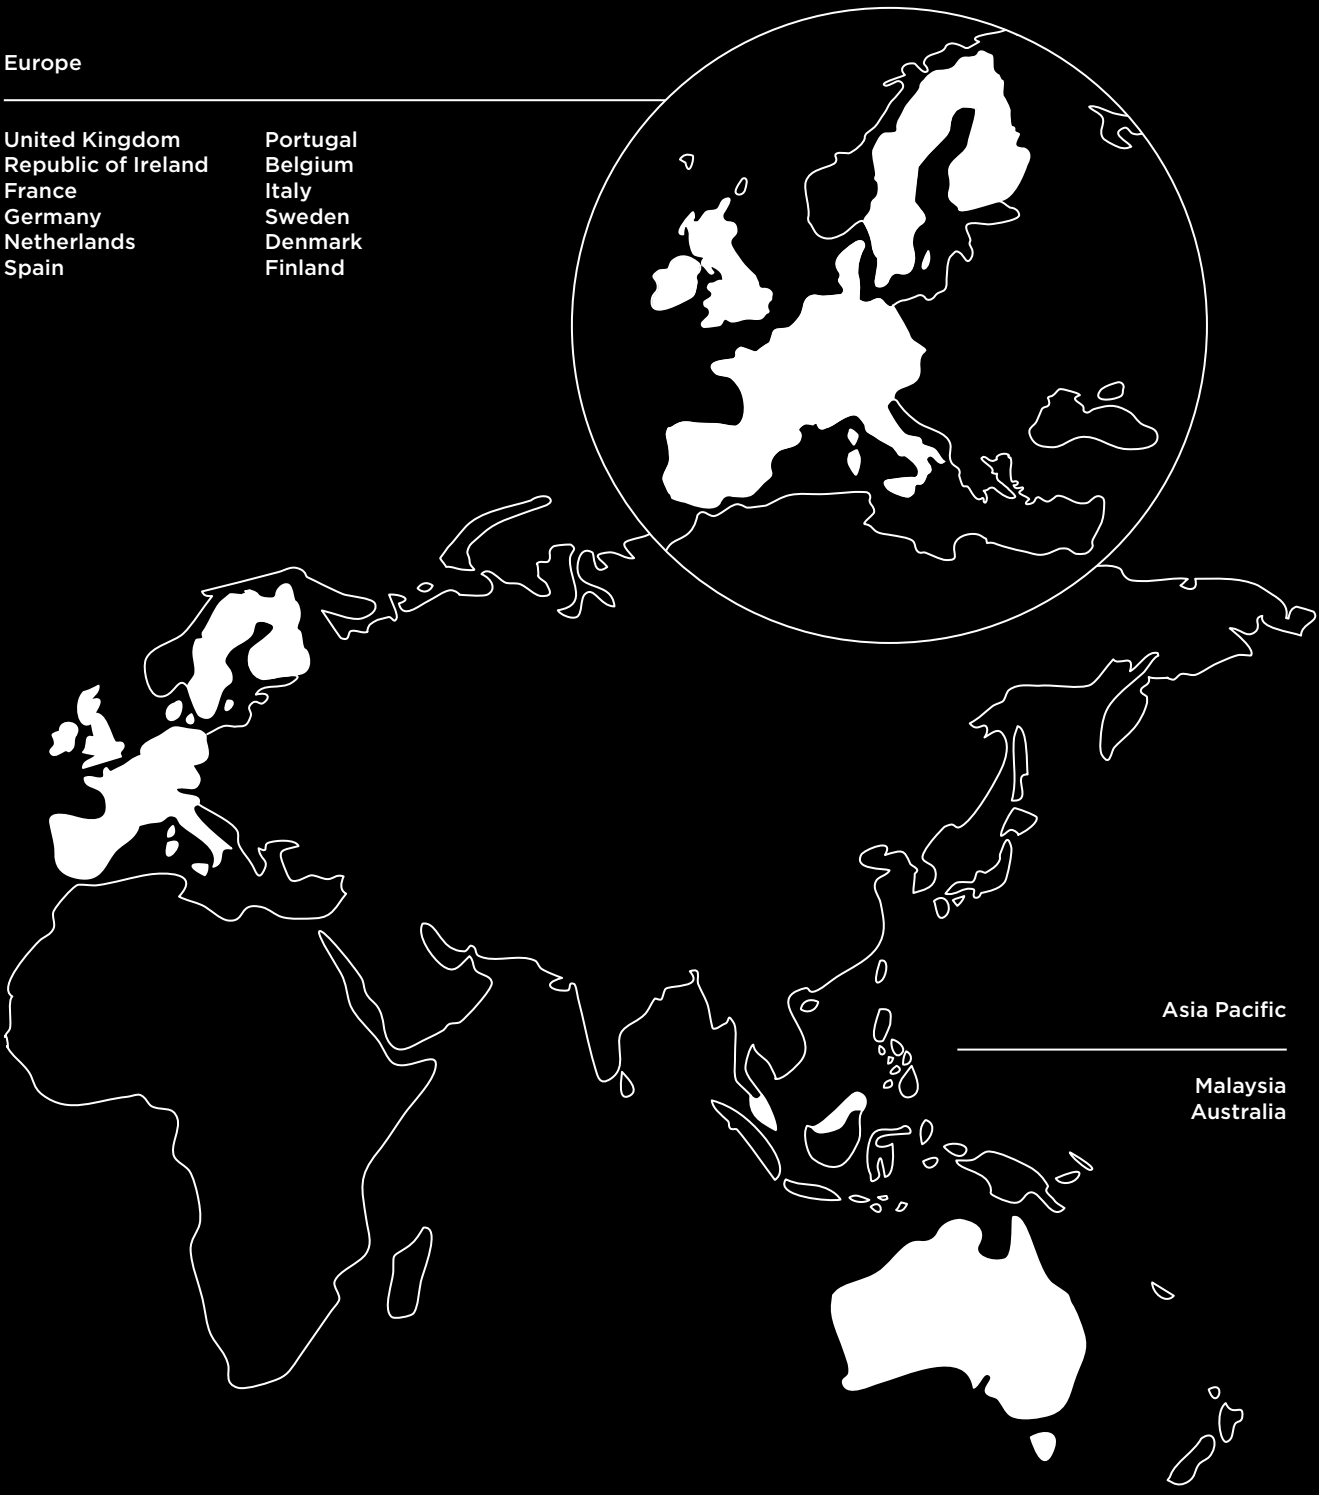 Europe
United Kingdom
Republic of Ireland
France
Germany
Netherlands
Spain
Portugal
Belgium
Italy
Sweden
Denmark
Finland
Asia Pacific
Malaysia
Australia